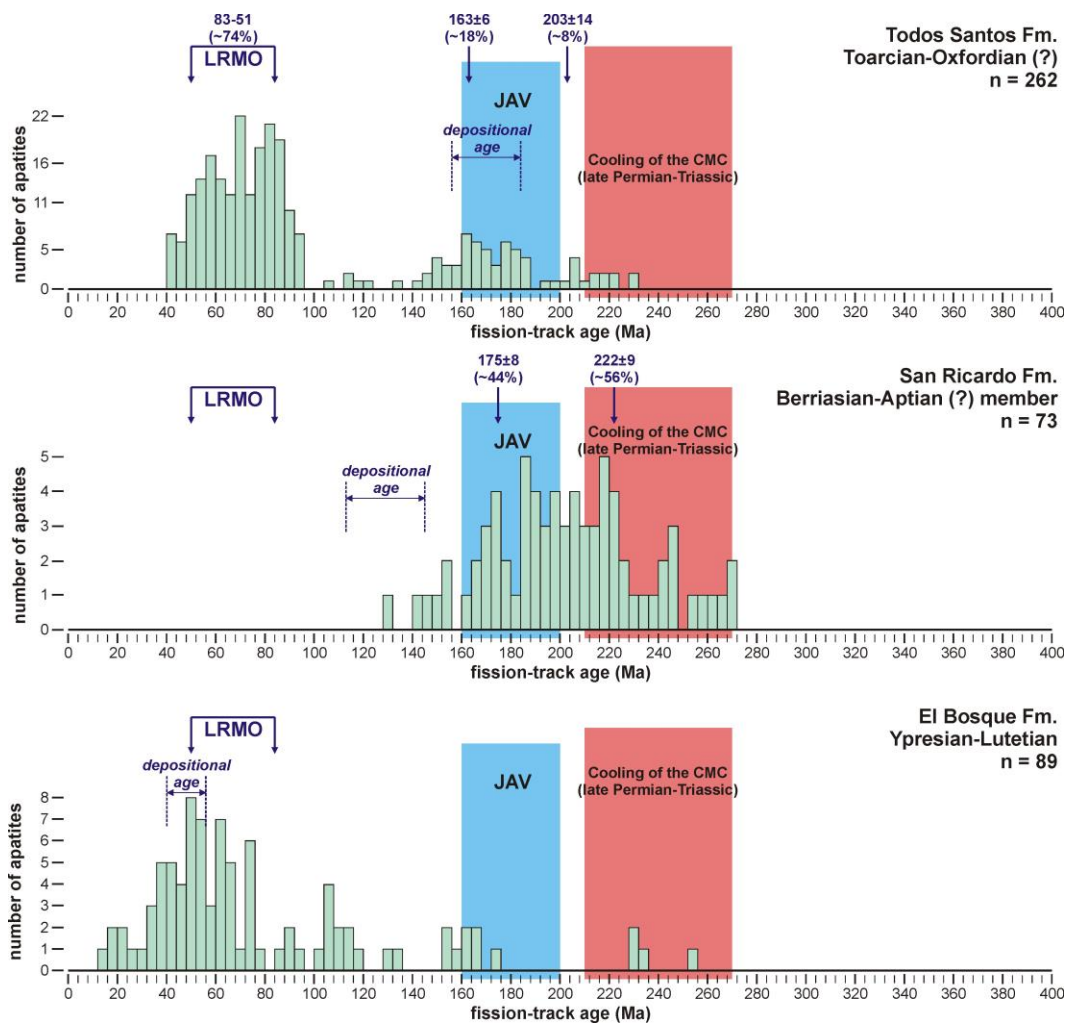 83-51
(~74%)
LRMO
163±6
(~18%)
203±14
(~8%)
Todos Santos Fm.
Toarcian-Oxfordian (?)
n = 262
JAV
depositional
age
Cooling of the CMC
(late Permian-Triassic)
number of apatites
22
16
11
5
0
0 20 40 60 80 100 120 140 160 180 200 220 240 260 280 300 320 340 360 380 400
fission-track age (Ma)
LRMO
175±8
(~44%)
222±9
(~56%)
San Ricardo Fm.
Berriasian-Aptian (?) member
n = 73
JAV
depositional
age
Cooling of the CMC
(late Permian-Triassic)
number of apatites
5
4
3
2
1
0
0 20 40 60 80 100 120 140 160 180 200 220 240 260 280 300 320 340 360 380 400
fission-track age (Ma)
LRMO
El Bosque Fm.
Ypresian-Lutetian
n = 89
depositional
age
JAV
Cooling of the CMC
(late Permian-Triassic)
number of apatites
8
7
6
5
4
3
2
1
0
0 20 40 60 80 100 120 140 160 180 200 220 240 260 280 300 320 340 360 380 400
fission-track age (Ma)